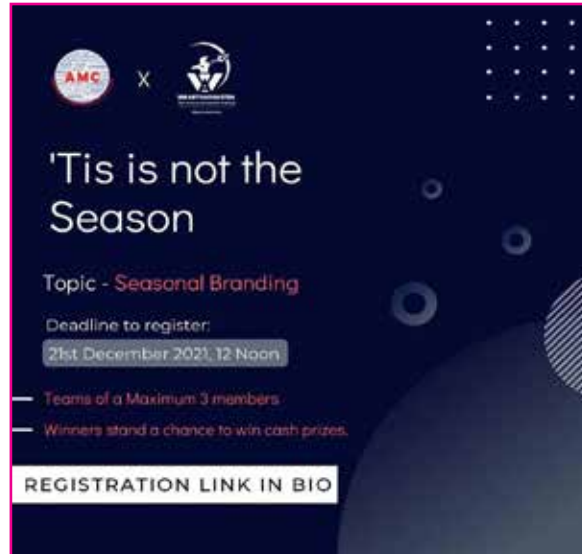 AMC X
'Tis is not the
Season
Topic - Seasonal Branding
Deadline to register:
21st December 2021, 12 Noon
Teams of a Maximum 3 members
Winners stand a chance to win cash prizes.
REGISTRATION LINK IN BIO